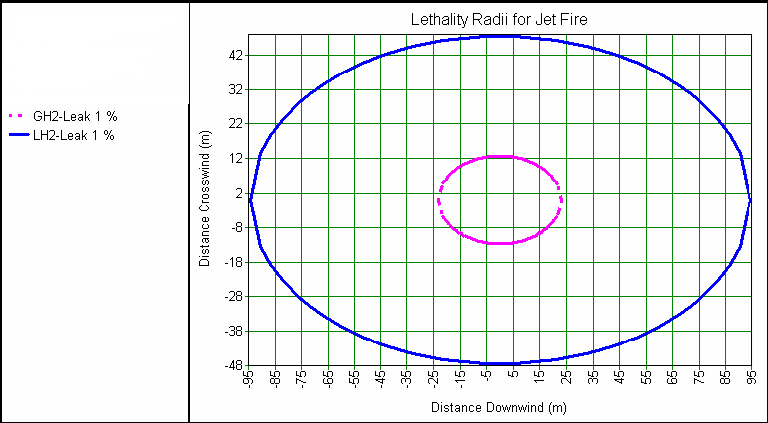 Lethality Radii for Jet Fire
GH2-Leak 1 %
LH2-Leak 1 %
Distance Crosswind (m)
42
32
22
12
2
-8
-18
-28
-38
-48
-95 -85 -75 -65 -55 -45 -35 -25 -15 -5 5 15 25 35 45 55 65 75 85 95
Distance Downwind (m)